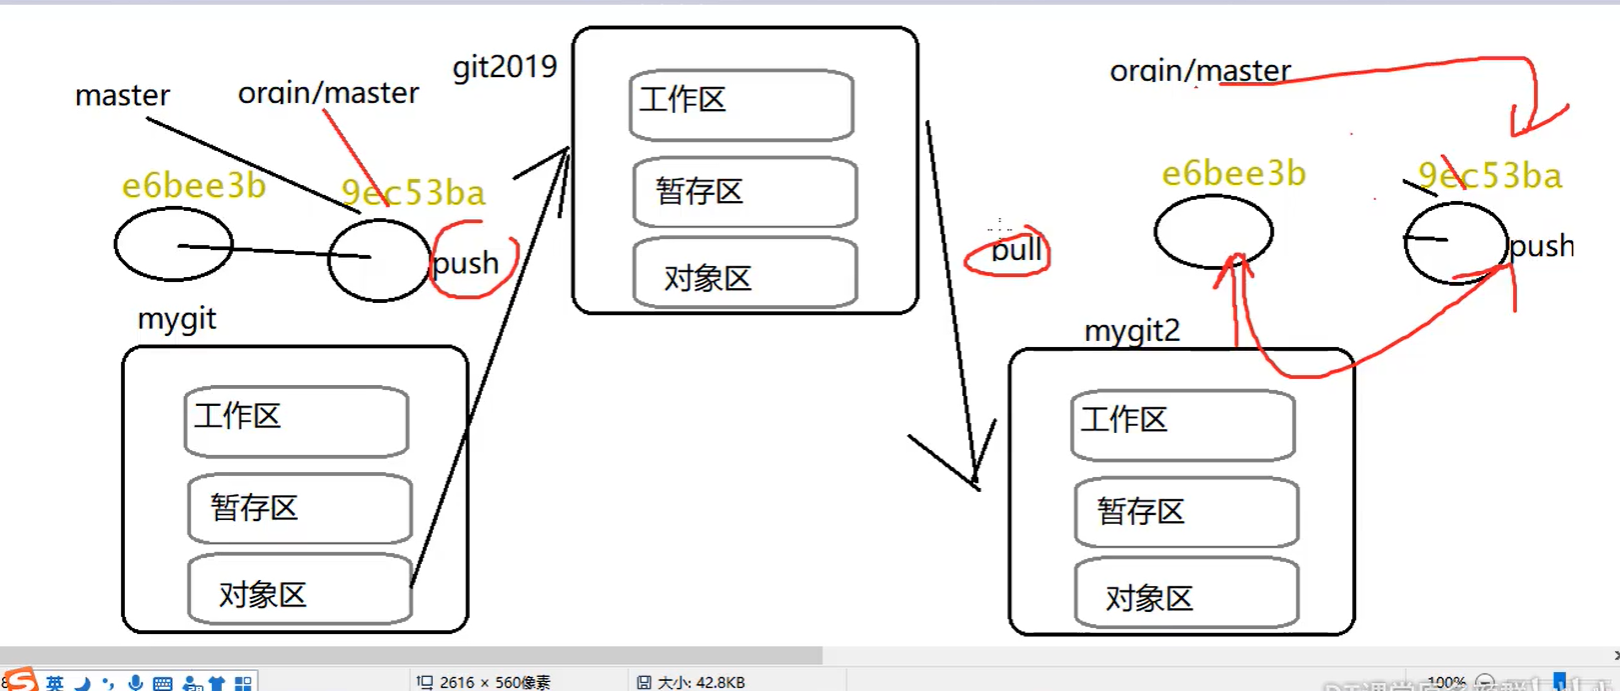 git2019
master
orgin/master
e6bee3b
9ec53ba
push
mygit
工作区
暂存区
对象区
工作区
暂存区
对象区
pull
orgin/master
e6bee3b
9ec53ba
push
mygit2
工作区
暂存区
对象区
英
2616 × 560像素
大小: 42.8KB
100%